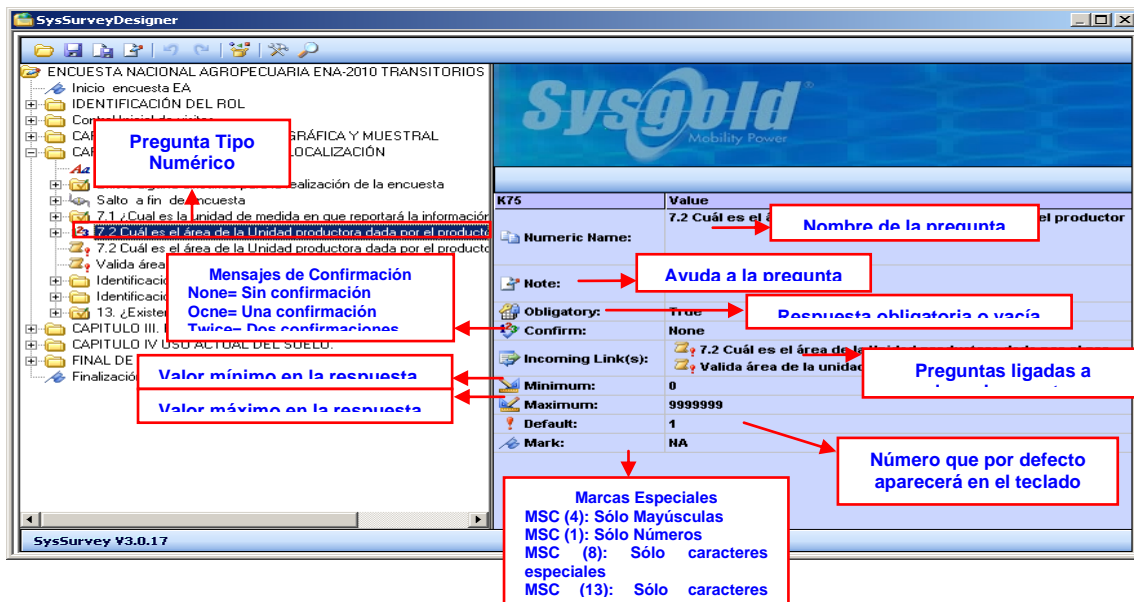 SysSurveyDesigner
ENCUESTA NACIONAL AGROPECUARIA ENA-2010 TRANSITORIOS
Inicio encuesta EA
IDENTIFICACIÓN DEL ROL
GRÁFICA Y MUESTRAL
LOCALIZACIÓN
Aa
ealización de la encuesta
Salto a fin de encuesta
7.1 ¿Cual es la unidad de medida en que reportará la información
7.2 Cuál es el área de la Unidad productora dada por el producto
7.2 Cuál es el área de la Unidad productora dada por el producto
Valida área
Identificaci
Identificaci
13. ¿Existen
CAPITULO III.
CAPITULO IV USO ACTUAL DEL SUELO.
FINAL DE
Finalización
Pregunta Tipo
Numérico
Mensajes de Confirmación
None= Sin confirmación
Ocne= Una confirmación
Twice= Dos confirmaciones
Valor mínimo en la respuesta
Valor máximo en la respuesta
Sysgold®
Mobility Power
K75 Value
Numeric Name: 7.2 Cuál es el á el productor
Nombre de la pregunta
Note:
Ayuda a la pregunta
Obligatory: True
Respuesta obligatoria o vacía
Confirm: None
Incoming Link(s): 7.2 Cuál es el área de la
Valida área de la unidad
Preguntas ligadas a
Minimum: 0
Maximum: 9999999
Default: 1
Mark: NA
Número que por defecto
aparecerá en el teclado
Marcas Especiales
MSC (4): Sólo Mayúsculas
MSC (1): Sólo Números
MSC (8): Sólo caracteres
especiales
MSC (13): Sólo caracteres
SysSurvey V3.0.17